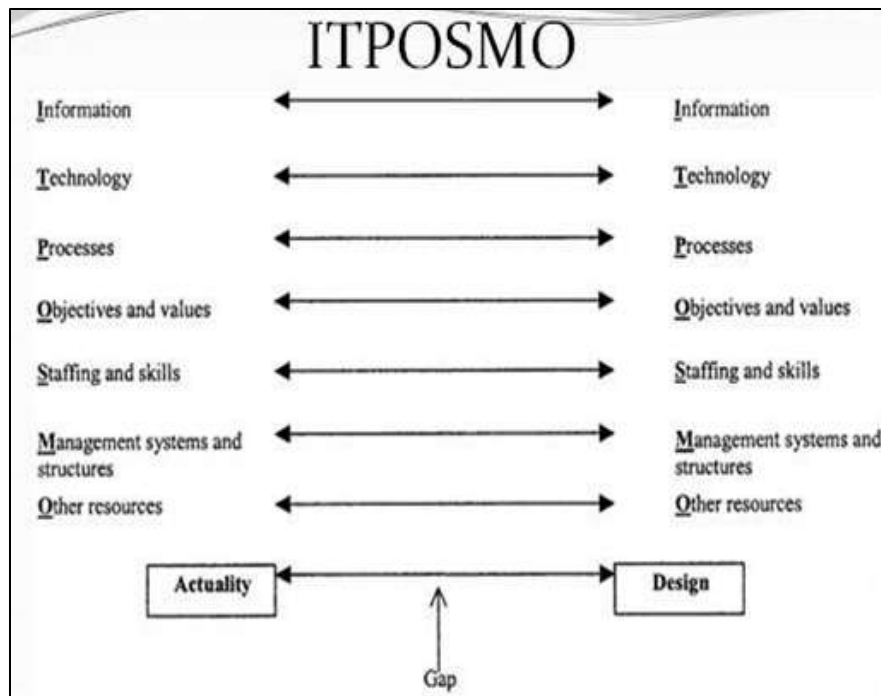 ITPOSMO
Information Information
Technology Technology
Processes Processes
Objectives and values Objectives and values
Staffing and skills Staffing and skills
Management systems and Management systems and
structures structures
Other resources Other resources
Actuality Design
Gap